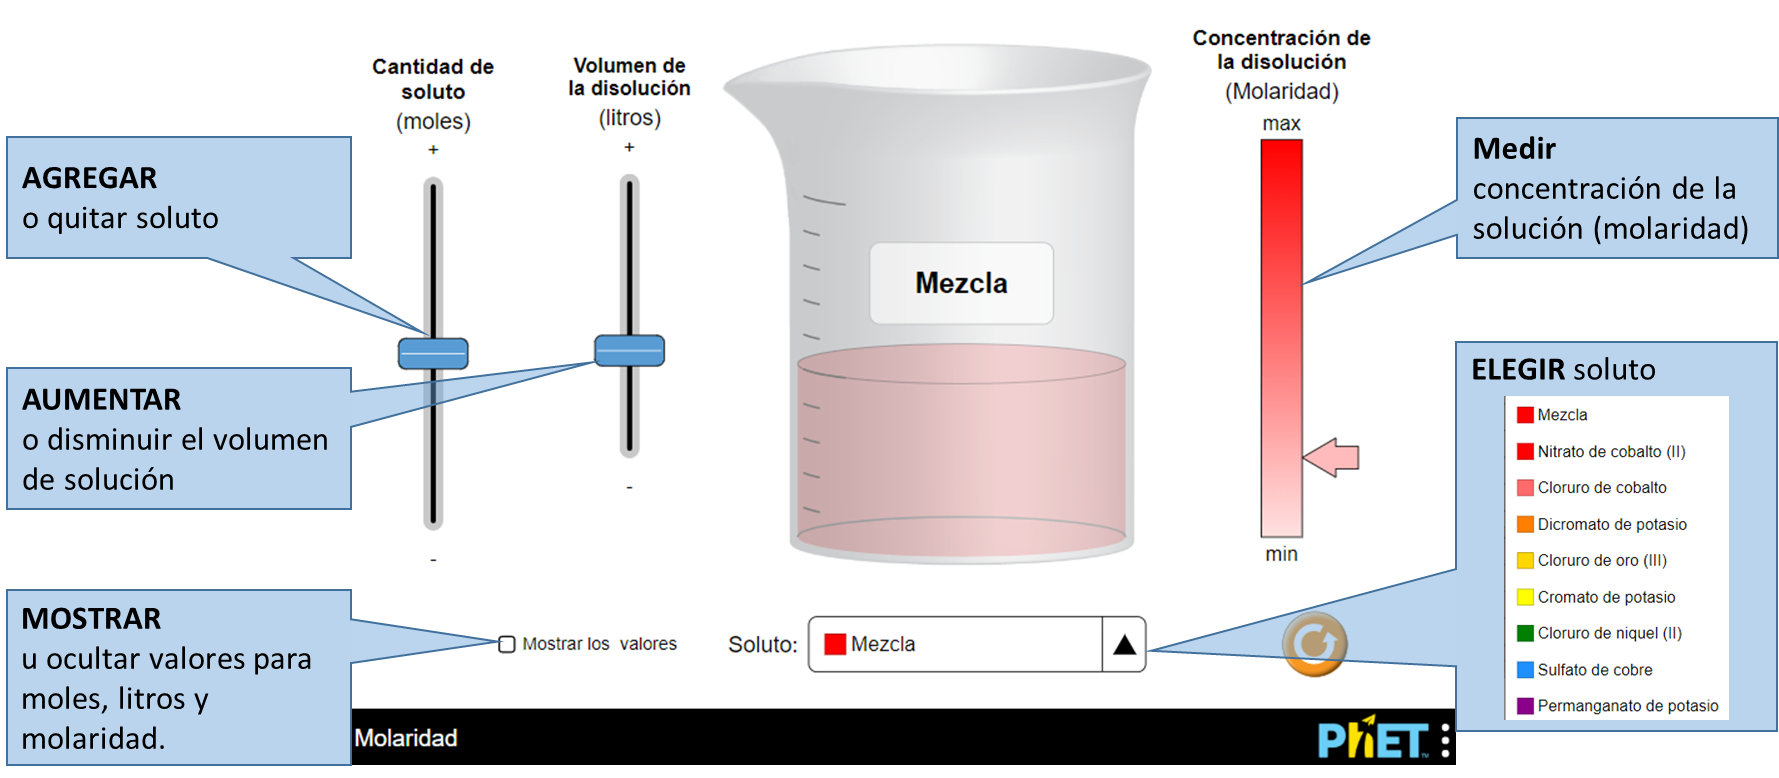 Cantidad de
soluto
(moles)
+
-
Volumen de
la disolución
(litros)
+
-
Mezcla
Concentración de
la disolución
(Molaridad)
max
min
AGREGAR
o quitar soluto
AUMENTAR
o disminuir el volumen
de solución
MOSTRAR
u ocultar valores para
moles, litros y
molaridad.
Medir
concentración de la
solución (molaridad)
ELEGIR soluto
Mezcla
Nitrato de cobalto (II)
Cloruro de cobalto
Dicromato de potasio
Cloruro de oro (III)
Cromato de potasio
Cloruro de niquel (II)
Sulfato de cobre
Permanganato de potasio
Mostrar los valores
Soluto: Mezcla
Molaridad
PhET